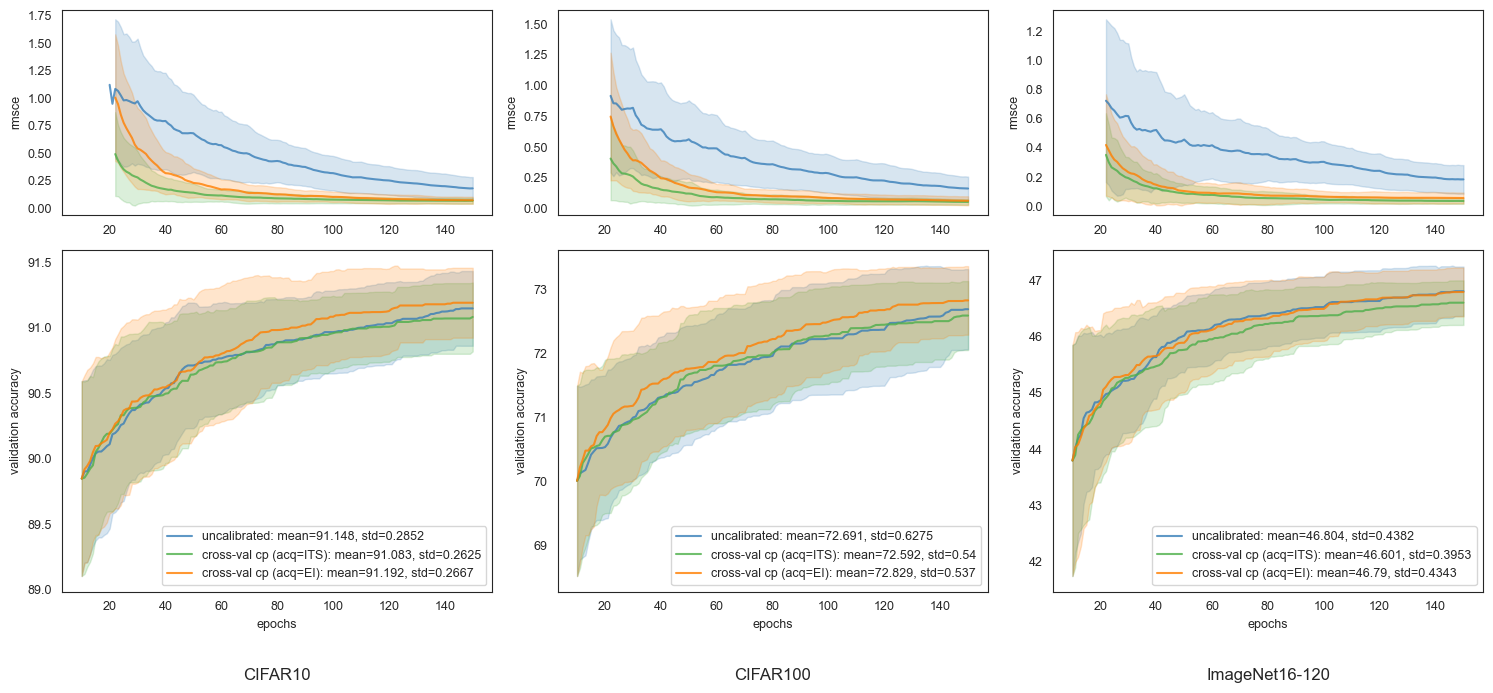 1.75
1.50
1.25
1.00
0.75
0.50
0.25
0.00
rmsce
20 40 60 80 100 120 140
1.50
1.25
1.00
0.75
0.50
0.25
0.00
rmsce
20 40 60 80 100 120 140
1.2
1.0
0.8
0.6
0.4
0.2
0.0
rmsce
20 40 60 80 100 120 140
91.5
91.0
90.5
90.0
89.5
89.0
validation accuracy
uncalibrated: mean=91.148, std=0.2852
cross-val cp (acq=ITS): mean=91.083, std=0.2625
cross-val cp (acq=EI): mean=91.192, std=0.2667
20 40 60 80 100 120 140
epochs
73
72
71
70
69
validation accuracy
uncalibrated: mean=72.691, std=0.6275
cross-val cp (acq=ITS): mean=72.592, std=0.54
cross-val cp (acq=EI): mean=72.829, std=0.537
20 40 60 80 100 120 140
epochs
47
46
45
44
43
42
validation accuracy
uncalibrated: mean=46.804, std=0.4382
cross-val cp (acq=ITS): mean=46.601, std=0.3953
cross-val cp (acq=EI): mean=46.79, std=0.4343
20 40 60 80 100 120 140
epochs
CIFAR10
CIFAR100
ImageNet16-120